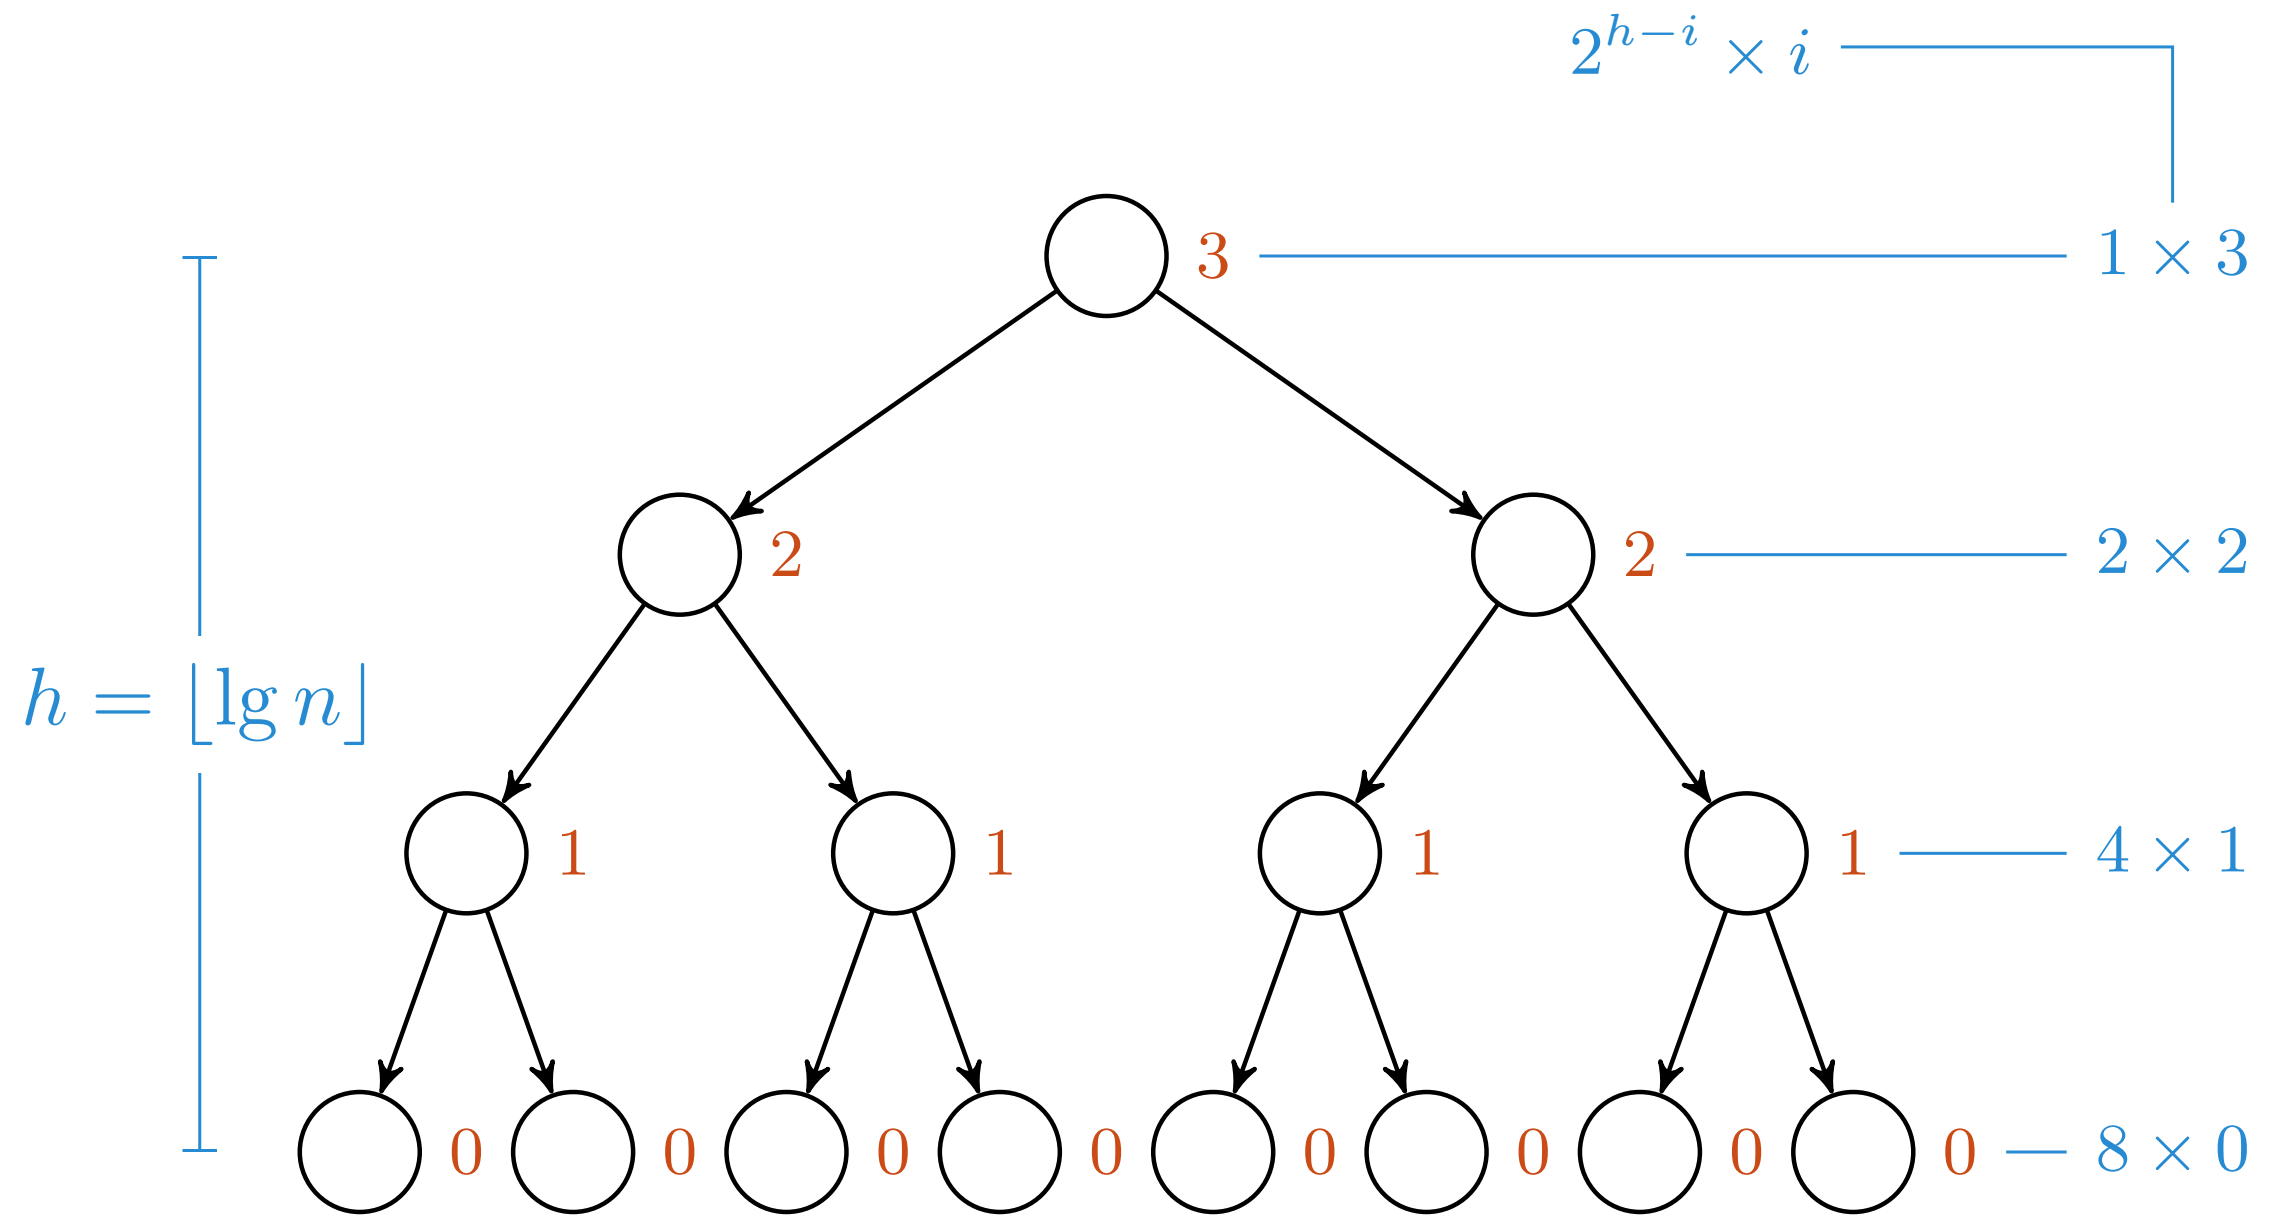 2^{h−i} × i
3 1 × 3
2 2 2 × 2
h = ⌊lg n⌋
1 1 1 1 4 × 1
0 0 0 0 0 0 0 0 8 × 0